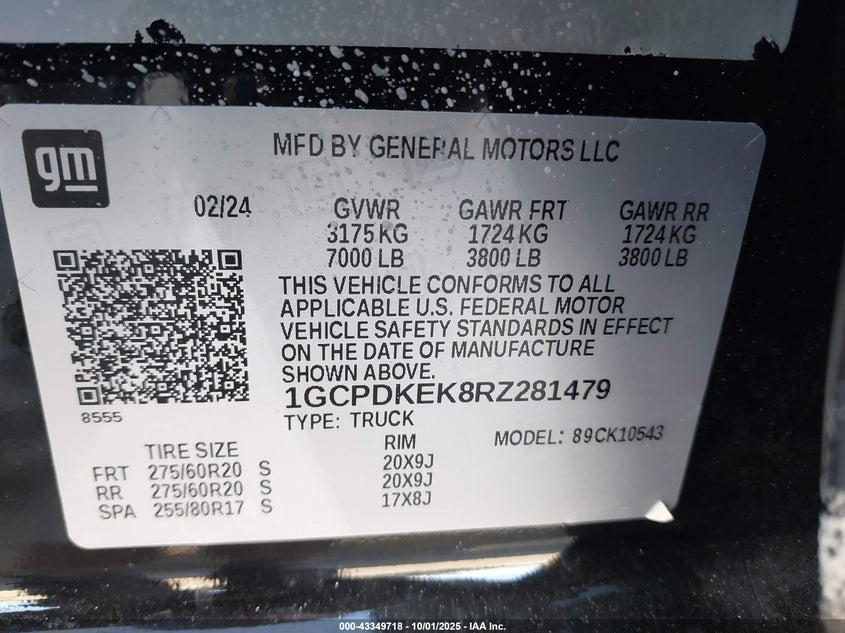 gm
MFD BY GENERAL MOTORS LLC
02/24 GVWR GAWR FRT GAWR RR
3175 KG 1724 KG 1724 KG
7000 LB 3800 LB 3800 LB
THIS VEHICLE CONFORMS TO ALL
APPLICABLE U.S. FEDERAL MOTOR
VEHICLE SAFETY STANDARDS IN EFFECT
ON THE DATE OF MANUFACTURE
SHOWN ABOVE.
1GCPDKEK8RZ281479
8555
TYPE: TRUCK
TIRE SIZE RIM MODEL: 89CK10543
FRT 275/60R20 S 20X9J
RR 275/60R20 S 20X9J
SPA 255/80R17 S 17X8J
000-43349718 - 10/01/2025 - IAA Inc.